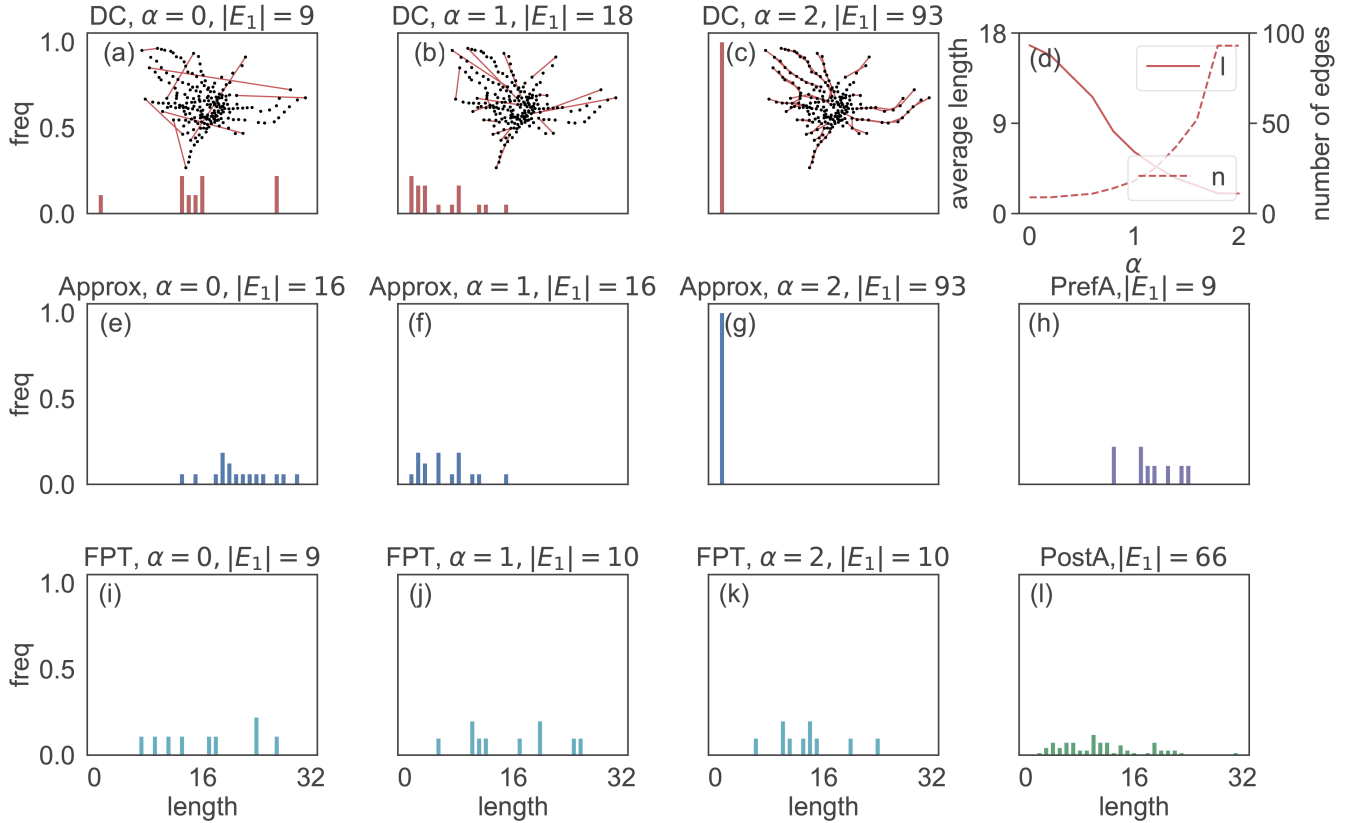 DC, α = 0, |E₁| = 9
DC, α = 1, |E₁| = 18
DC, α = 2, |E₁| = 93
(a)
(b)
(c)
(d)
1.0
0.5
0.0
freq
18
9
0
average length
l
n
100
50
0
number of edges
0
1
2
α
Approx, α = 0, |E₁| = 16
Approx, α = 1, |E₁| = 16
Approx, α = 2, |E₁| = 93
PrefA,|E₁| = 9
(e)
(f)
(g)
(h)
1.0
0.5
0.0
freq
FPT, α = 0, |E₁| = 9
FPT, α = 1, |E₁| = 10
FPT, α = 2, |E₁| = 10
PostA,|E₁| = 66
(i)
(j)
(k)
(l)
1.0
0.5
0.0
freq
0 16 32
length
0 16 32
length
0 16 32
length
0 16 32
length